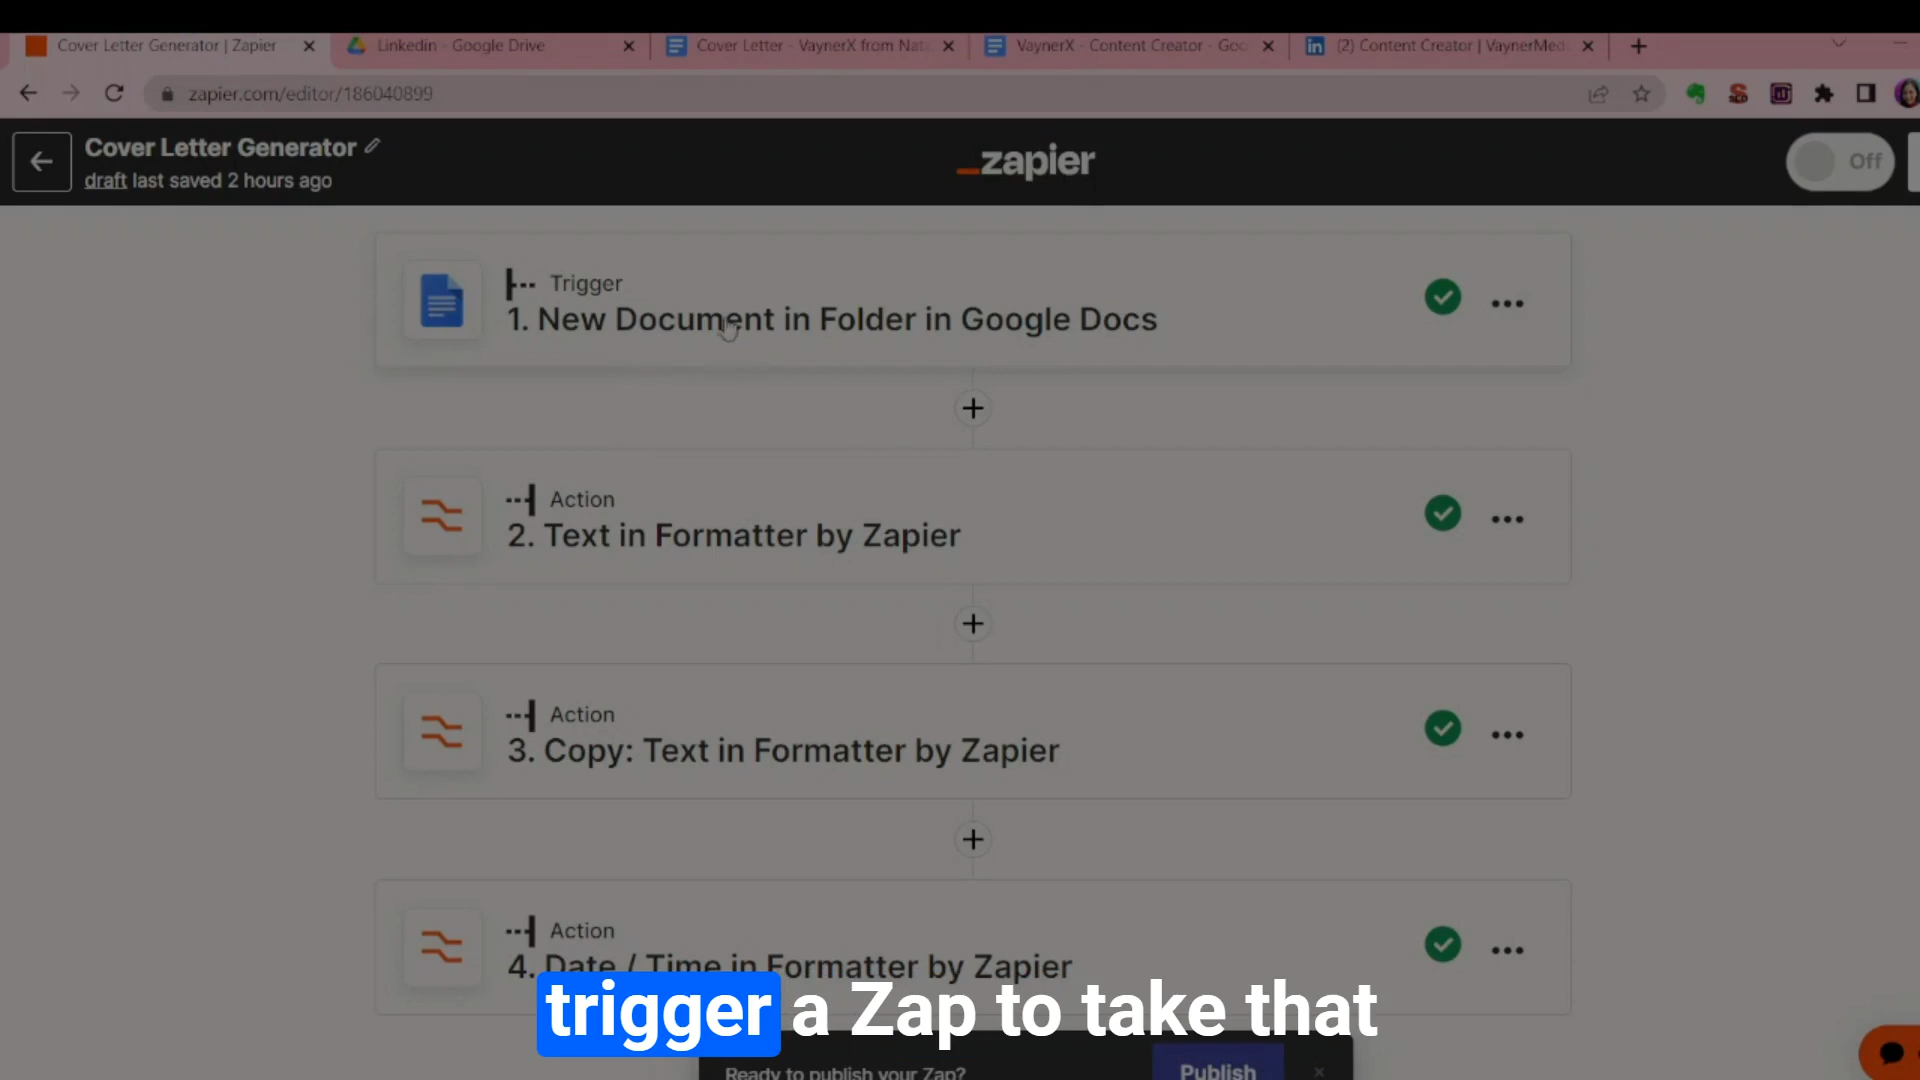 Cover Letter Generator | Zapier
Linkedin - Google Drive
Cover Letter - VaynerX from Nat
VaynerX - Content Creator - Goo
in (2) Content Creator | VaynerMed
zapier.com/editor/186040899
Cover Letter Generator
draft last saved 2 hours ago
zapier
Off
Trigger
1. New Document in Folder in Google Docs
Action
2. Text in Formatter by Zapier
Action
3. Copy: Text in Formatter by Zapier
Action
4. Date / Time in Formatter by Zapier
trigger a Zap to take that
Ready to publish your Zap?
Publish